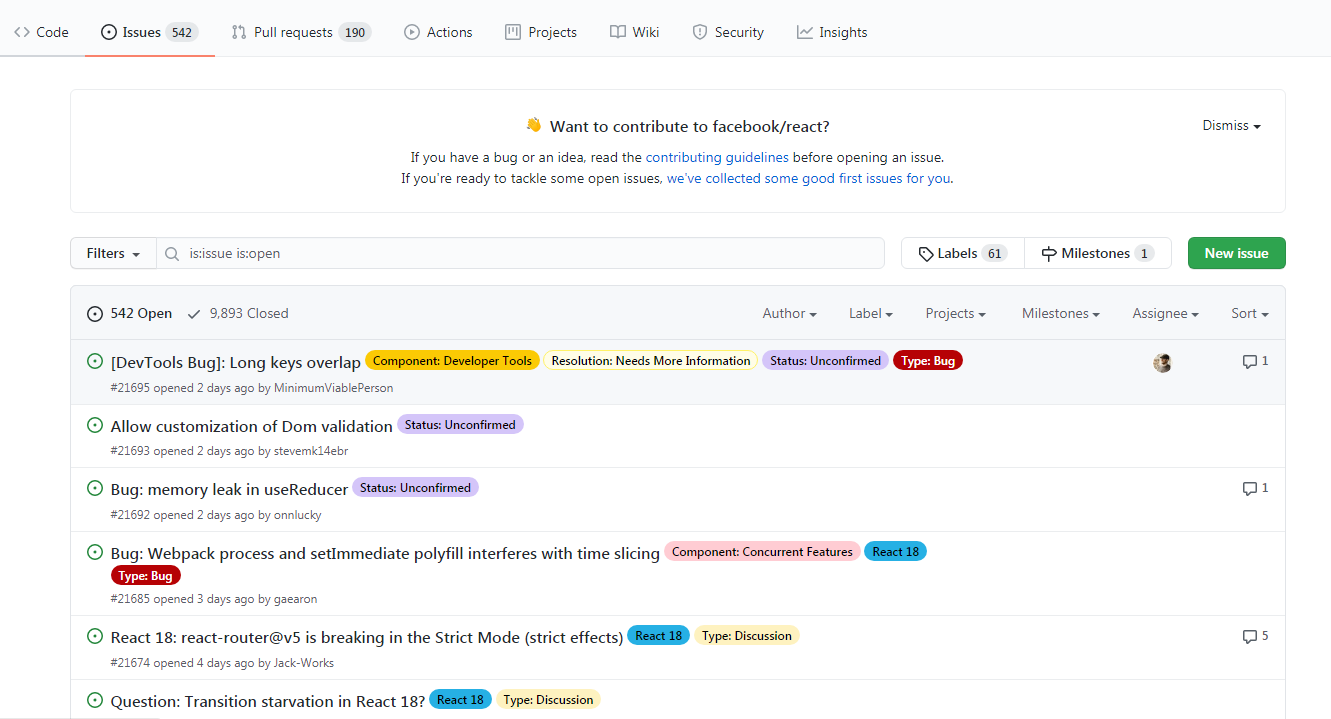 Code Issues 542 Pull requests 190 Actions Projects Wiki Security Insights
Want to contribute to facebook/react?
Dismiss
If you have a bug or an idea, read the contributing guidelines before opening an issue.
If you're ready to tackle some open issues, we've collected some good first issues for you.
Filters is:issue is:open Labels 61 Milestones 1 New issue
542 Open 9,893 Closed Author Label Projects Milestones Assignee Sort
[DevTools Bug]: Long keys overlap Component: Developer Tools Resolution: Needs More Information Status: Unconfirmed Type: Bug 1
#21695 opened 2 days ago by MinimumViablePerson
Allow customization of Dom validation Status: Unconfirmed
#21693 opened 2 days ago by stevemk14ebr
Bug: memory leak in useReducer Status: Unconfirmed 1
#21692 opened 2 days ago by onnlucky
Bug: Webpack process and setImmediate polyfill interferes with time slicing Component: Concurrent Features React 18
Type: Bug
#21685 opened 3 days ago by gaearon
React 18: react-router@v5 is breaking in the Strict Mode (strict effects) React 18 Type: Discussion 5
#21674 opened 4 days ago by Jack-Works
Question: Transition starvation in React 18? React 18 Type: Discussion